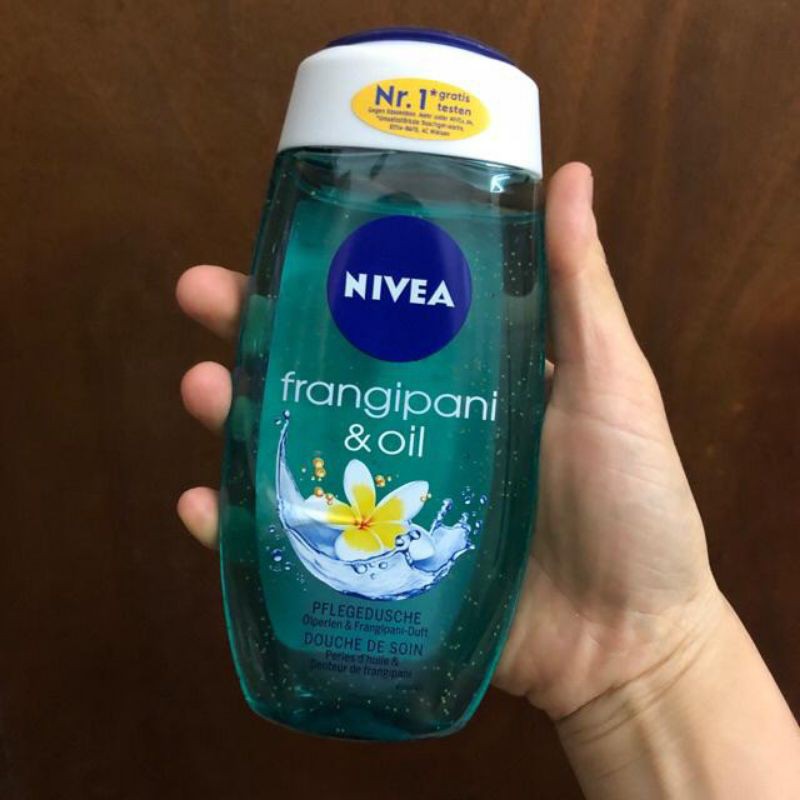 Nr. 1* gratis
testen
NIVEA
frangipani
& oil
PFLEGEDUSCHE
Ölperlen & Frangipani-Duft
DOUCHE DE SOIN
Perles d'huile &
Senteur de frangipani